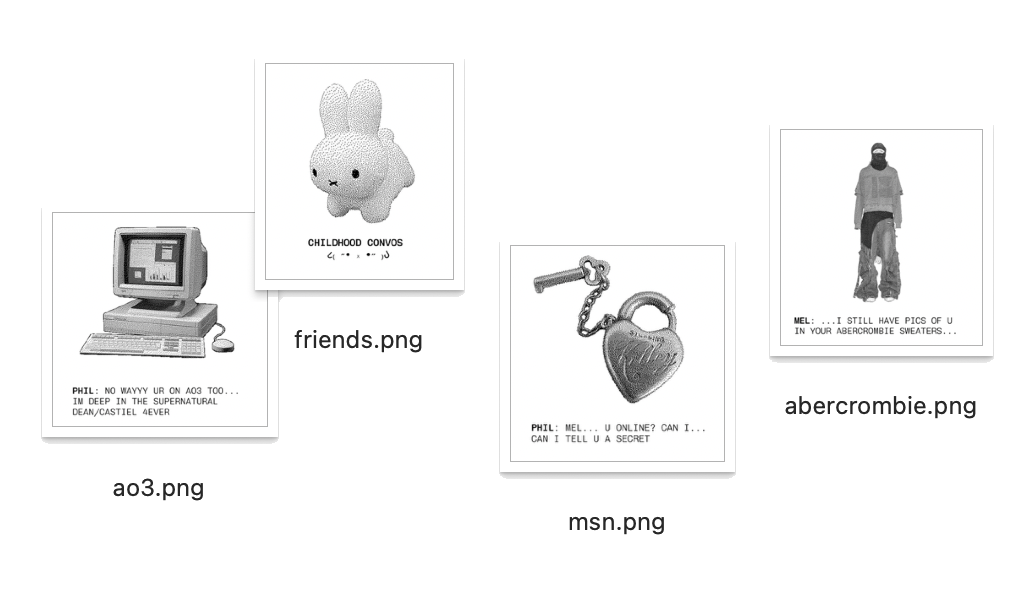 CHILDHOOD CONVOS
friends.png
PHIL: NO WAYYY UR ON AO3 TOO...
IM DEEP IN THE SUPERNATURAL
DEAN/CASTIEL 4EVER
ao3.png
PHIL: MEL... U ONLINE? CAN I...
CAN I TELL U A SECRET
msn.png
MEL: ...I STILL HAVE PICS OF U
IN YOUR ABERCROMBIE SWEATERS...
abercrombie.png